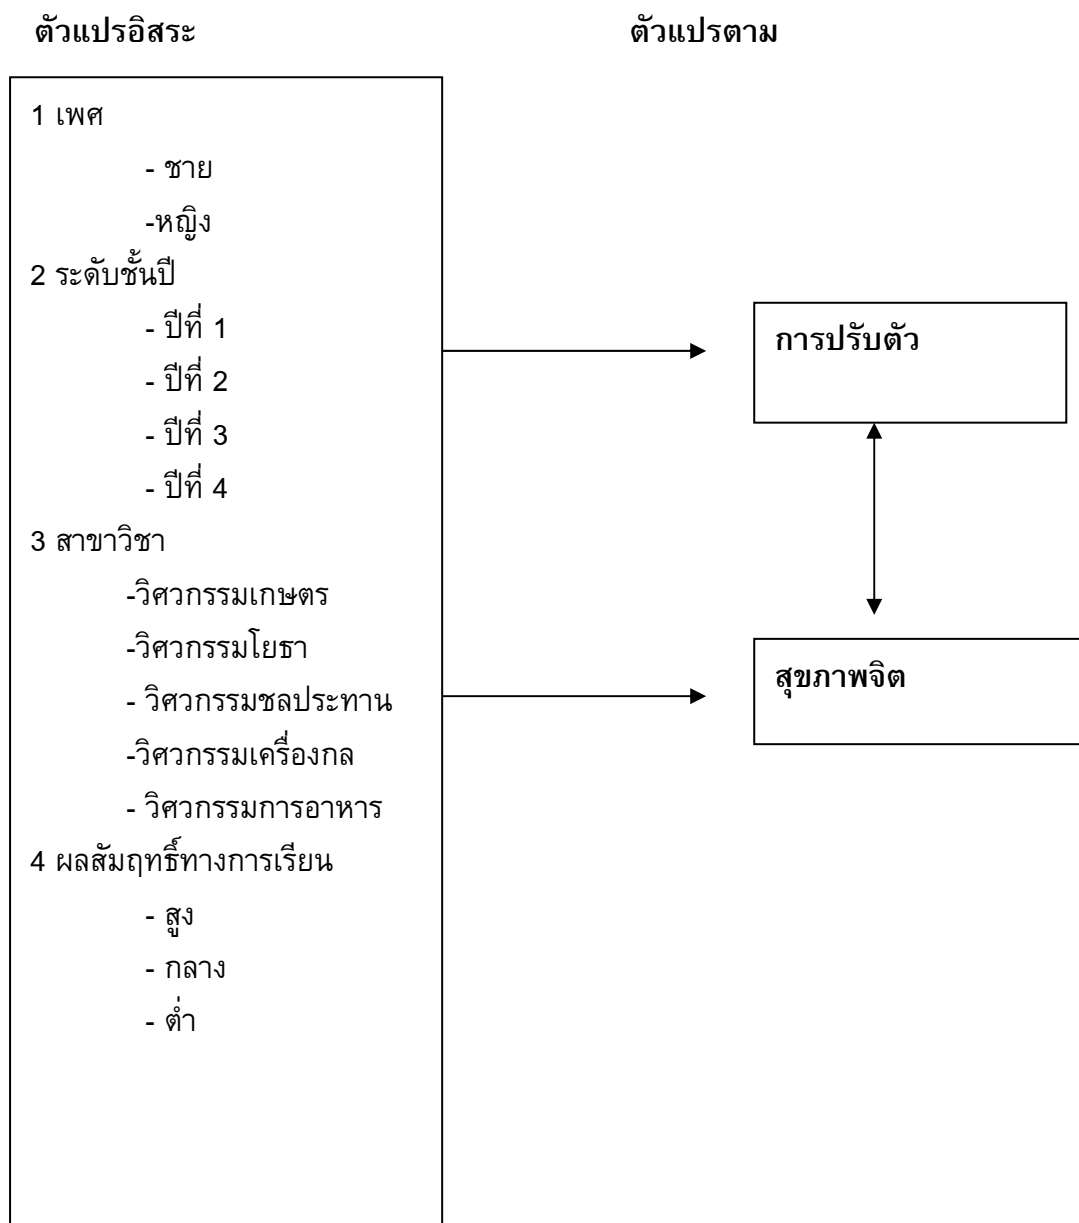 ตัวแปรอิสระ
ตัวแปรตาม
1 เพศ
- ชาย
-หญิง
2 ระดับชั้นปี
- ปีที่ 1
- ปีที่ 2
- ปีที่ 3
- ปีที่ 4
3 สาขาวิชา
-วิศวกรรมเกษตร
-วิศวกรรมโยธา
- วิศวกรรมชลประทาน
-วิศวกรรมเครื่องกล
- วิศวกรรมการอาหาร
4 ผลสัมฤทธิ์ทางการเรียน
- สูง
- กลาง
- ต่ำ
การปรับตัว
สุขภาพจิต